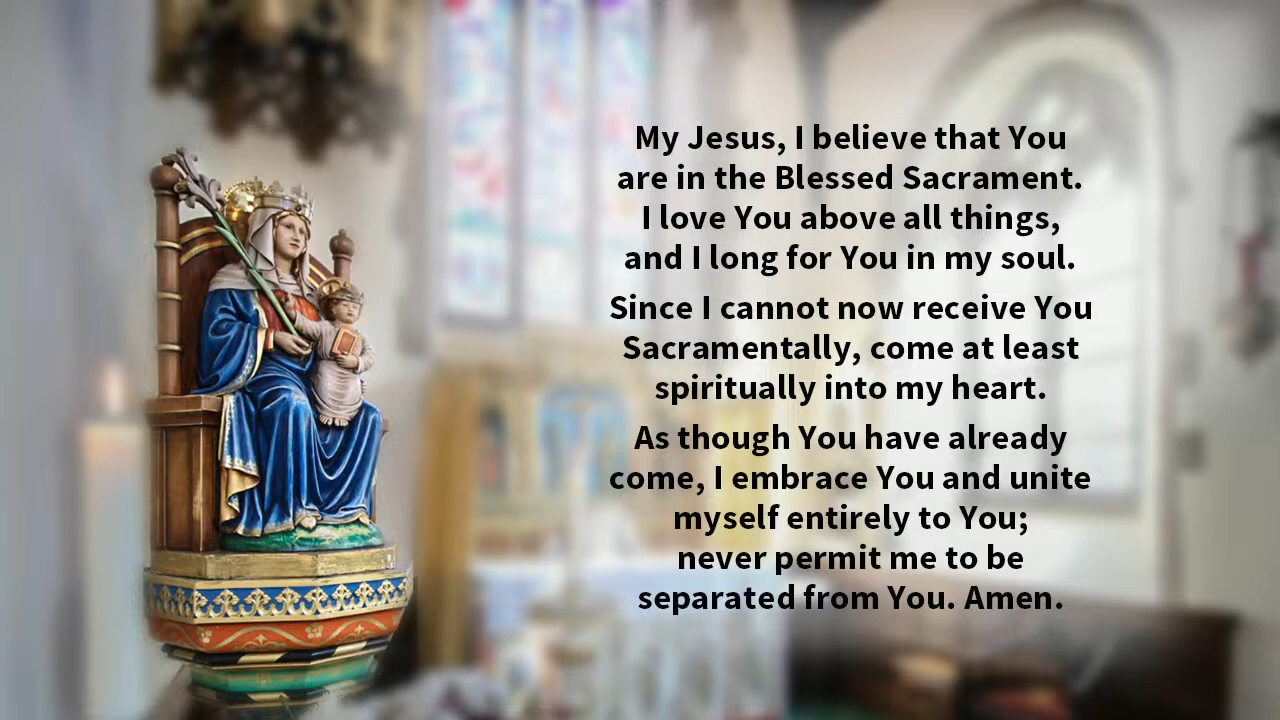 My Jesus, I believe that You
are in the Blessed Sacrament.
I love You above all things,
and I long for You in my soul.
Since I cannot now receive You
Sacramentally, come at least
spiritually into my heart.
As though You have already
come, I embrace You and unite
myself entirely to You;
never permit me to be
separated from You. Amen.